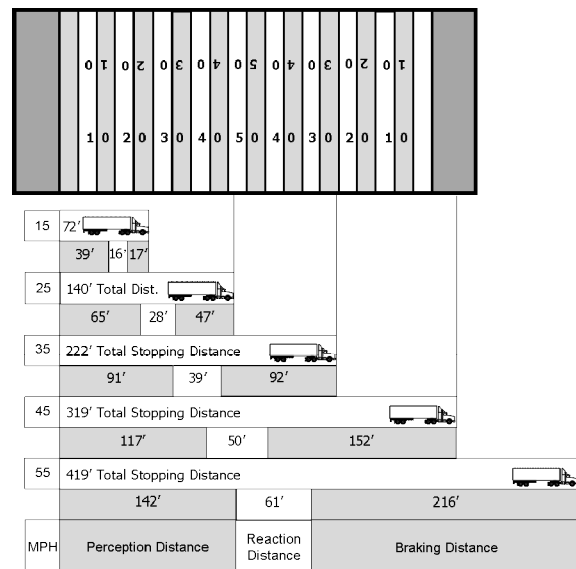 1 0 2 0 3 0 4 0 5 0 4 0 3 0 2 0 1 0
1 0 2 0 3 0 4 0 5 0 4 0 3 0 2 0 1 0
15 72′
39′ 16′ 17′
25 140′ Total Dist.
65′ 28′ 47′
35 222′ Total Stopping Distance
91′ 39′ 92′
45 319′ Total Stopping Distance
117′ 50′ 152′
55 419′ Total Stopping Distance
142′ 61′ 216′
MPH Perception Distance Reaction Distance Braking Distance